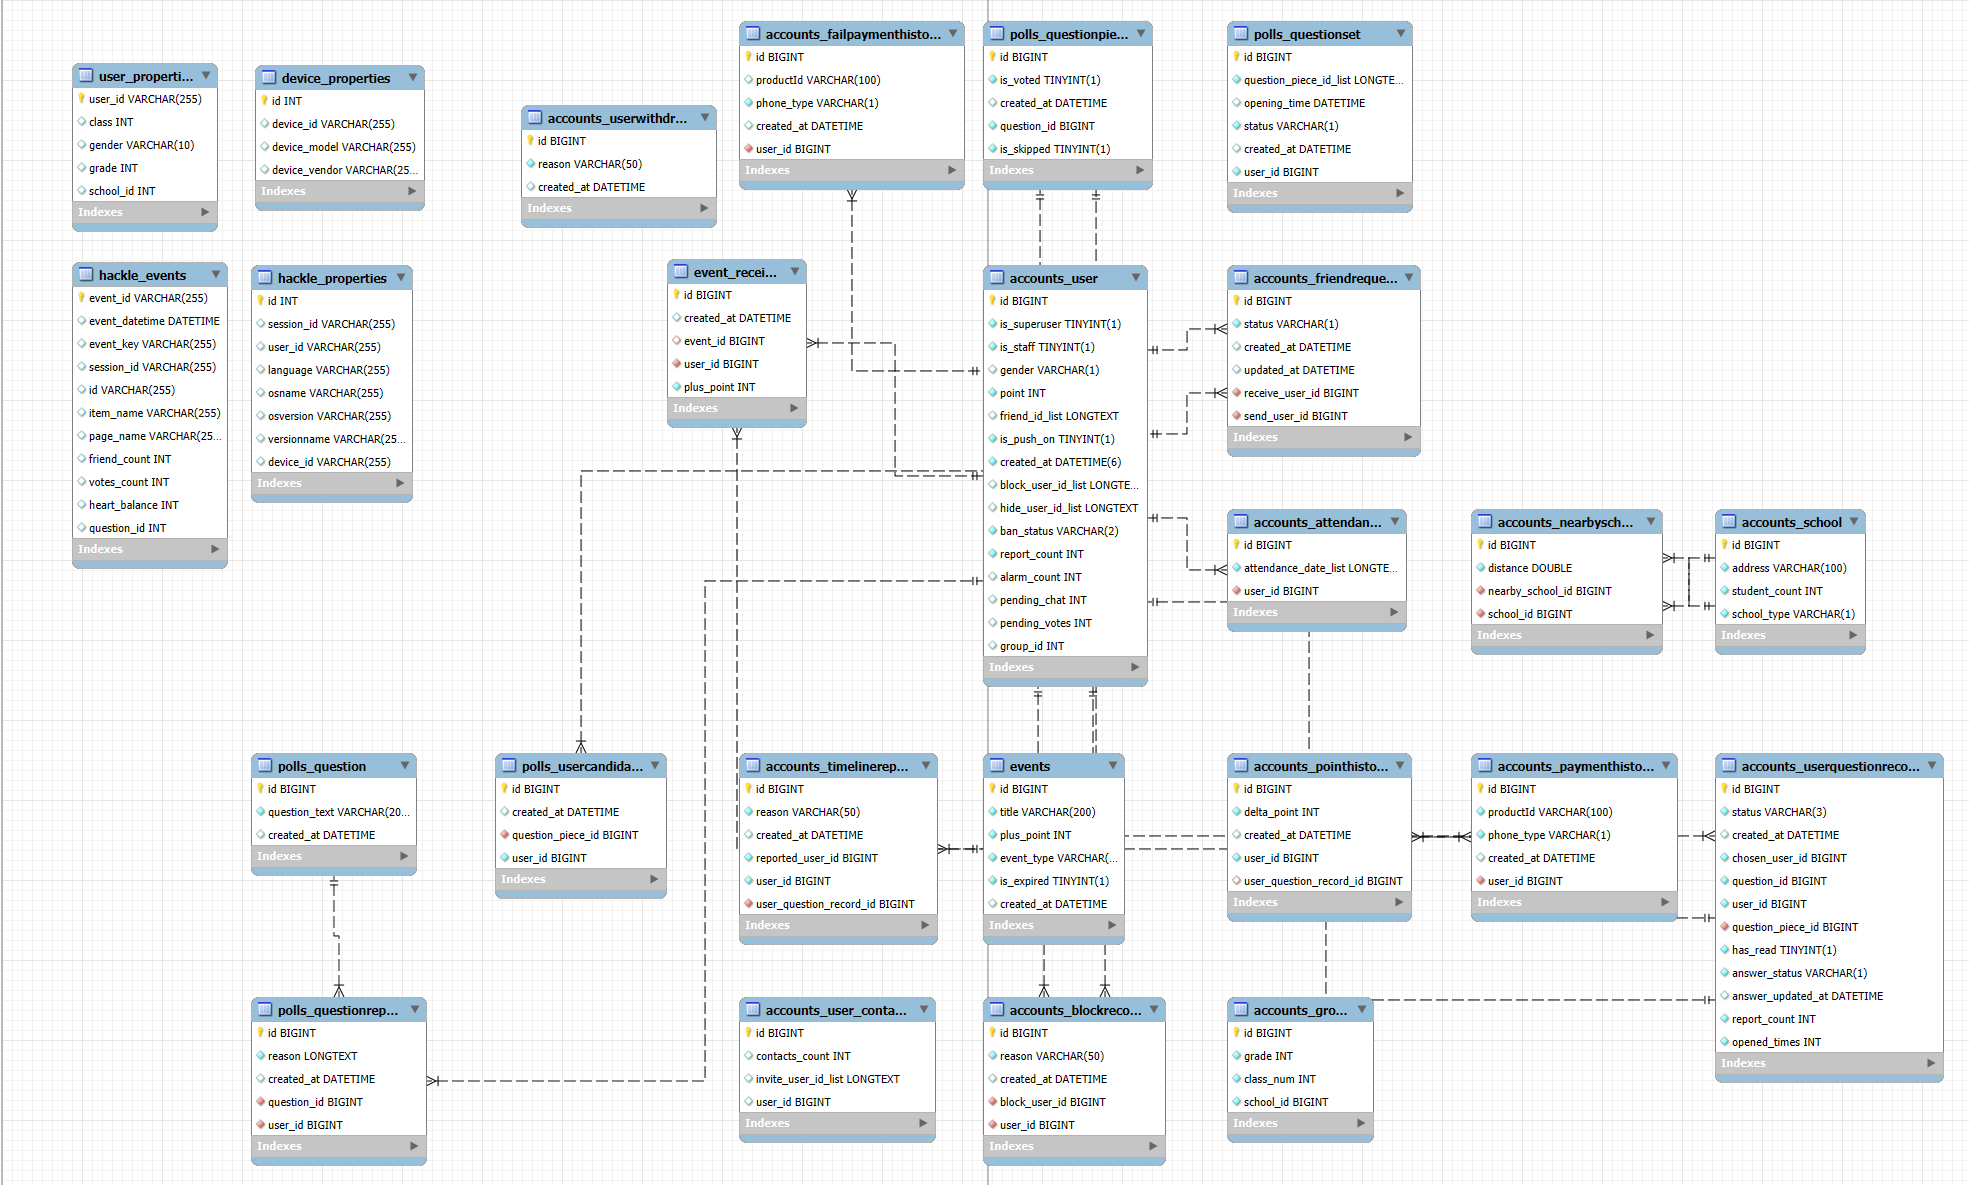 user_properti...
user_id VARCHAR(255)
class INT
gender VARCHAR(10)
grade INT
school_id INT
Indexes
device_properties
id INT
device_id VARCHAR(255)
device_model VARCHAR(255)
device_vendor VARCHAR(25...
Indexes
accounts_userwithdr...
id BIGINT
reason VARCHAR(50)
created_at DATETIME
Indexes
accounts_failpaymenthisto...
id BIGINT
productId VARCHAR(100)
phone_type VARCHAR(1)
created_at DATETIME
user_id BIGINT
Indexes
polls_questionpie...
id BIGINT
is_voted TINYINT(1)
created_at DATETIME
question_id BIGINT
is_skipped TINYINT(1)
Indexes
polls_questionset
id BIGINT
question_piece_id_list LONGTE...
opening_time DATETIME
status VARCHAR(1)
created_at DATETIME
user_id BIGINT
Indexes
hackle_events
event_id VARCHAR(255)
event_datetime DATETIME
event_key VARCHAR(255)
session_id VARCHAR(255)
id VARCHAR(255)
item_name VARCHAR(255)
page_name VARCHAR(25...
friend_count INT
votes_count INT
heart_balance INT
question_id INT
Indexes
hackle_properties
id INT
session_id VARCHAR(255)
user_id VARCHAR(255)
language VARCHAR(255)
osname VARCHAR(255)
osversion VARCHAR(255)
versionname VARCHAR(25...
device_id VARCHAR(255)
Indexes
event_recei...
id BIGINT
created_at DATETIME
event_id BIGINT
user_id BIGINT
plus_point INT
Indexes
accounts_user
id BIGINT
is_superuser TINYINT(1)
is_staff TINYINT(1)
gender VARCHAR(1)
point INT
friend_id_list LONGTEXT
is_push_on TINYINT(1)
created_at DATETIME(6)
block_user_id_list LONGTE...
hide_user_id_list LONGTEXT
ban_status VARCHAR(2)
report_count INT
alarm_count INT
pending_chat INT
pending_votes INT
group_id INT
Indexes
accounts_friendreque...
id BIGINT
status VARCHAR(1)
created_at DATETIME
updated_at DATETIME
receive_user_id BIGINT
send_user_id BIGINT
Indexes
accounts_attendan...
id BIGINT
attendance_date_list LONGTE...
user_id BIGINT
Indexes
accounts_nearbysch...
id BIGINT
distance DOUBLE
nearby_school_id BIGINT
school_id BIGINT
Indexes
accounts_school
id BIGINT
address VARCHAR(100)
student_count INT
school_type VARCHAR(1)
Indexes
polls_question
id BIGINT
question_text VARCHAR(20...
created_at DATETIME
Indexes
polls_usercandida...
id BIGINT
created_at DATETIME
question_piece_id BIGINT
user_id BIGINT
Indexes
accounts_timelinerep...
id BIGINT
reason VARCHAR(50)
created_at DATETIME
reported_user_id BIGINT
user_id BIGINT
user_question_record_id BIGINT
Indexes
events
id BIGINT
title VARCHAR(200)
plus_point INT
event_type VARCHAR(...
is_expired TINYINT(1)
created_at DATETIME
Indexes
accounts_pointhisto...
id BIGINT
delta_point INT
created_at DATETIME
user_id BIGINT
user_question_record_id BIGINT
Indexes
accounts_paymenthisto...
id BIGINT
productId VARCHAR(100)
phone_type VARCHAR(1)
created_at DATETIME
user_id BIGINT
Indexes
accounts_userquestionreco...
id BIGINT
status VARCHAR(3)
created_at DATETIME
chosen_user_id BIGINT
question_id BIGINT
user_id BIGINT
question_piece_id BIGINT
has_read TINYINT(1)
answer_status VARCHAR(1)
answer_updated_at DATETIME
report_count INT
opened_times INT
Indexes
polls_questionrep...
id BIGINT
reason LONGTEXT
created_at DATETIME
question_id BIGINT
user_id BIGINT
Indexes
accounts_user_conta...
id BIGINT
contacts_count INT
invite_user_id_list LONGTEXT
user_id BIGINT
Indexes
accounts_blockreco...
id BIGINT
reason VARCHAR(50)
created_at DATETIME
block_user_id BIGINT
user_id BIGINT
Indexes
accounts_gro...
id BIGINT
grade INT
class_num INT
school_id BIGINT
Indexes